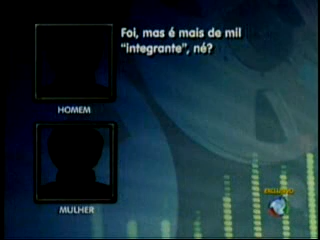 Foi, mas é mais de mil
"integrante", né?
HOMEM
MULHER
EXCLUSIVO